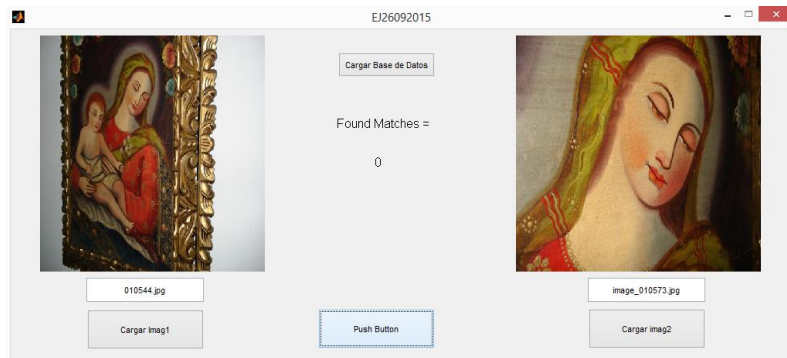 EJ26092015
Cargar Base de Datos
Found Matches =
0
010544.jpg
image_010573.jpg
Cargar Imag1
Push Button
Cargar imag2